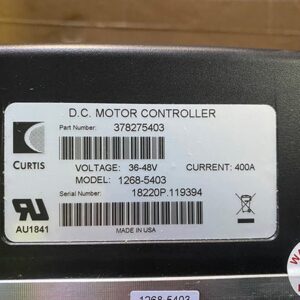 D.C. MOTOR CONTROLLER
Part Number: 378275403
CURTIS
VOLTAGE: 36-48V CURRENT: 400A
MODEL: 1268-5403
Serial Number: 18220P.119394
AU1841
MADE IN USA
1268-5403